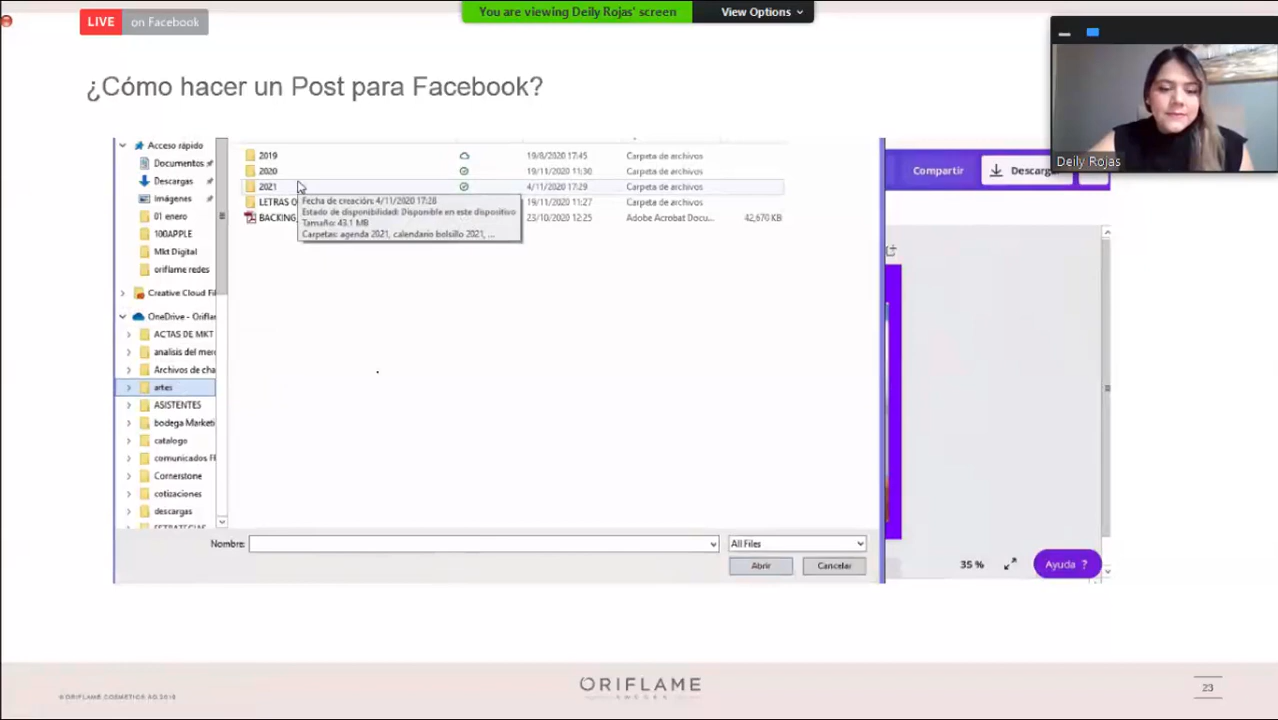 LIVE on Facebook
You are viewing Deily Rojas' screen
View Options
Deily Rojas
¿Cómo hacer un Post para Facebook?
Acceso rápido
Documentos
Descargas
Imágenes
01 enero
100APPLE
Mkt Digital
oriflame redes
Creative Cloud Fil
OneDrive - Oriflar
ACTAS DE MKT
analisis del mer
Archivos de cha
artes
ASISTENTES
bodega Marketi
catalogo
comunicados
Cornerstone
cotizaciones
descargas
2019 19/8/2020 17:45 Carpeta de archivos
2020 19/11/2020 11:30 Carpeta de archivos
2021 4/11/2020 17:29 Carpeta de archivos
LETRAS 19/11/2020 11:27 Carpeta de archivos
BACKING 23/10/2020 12:25 Adobe Acrobat Docu... 42,670 KB
Fecha de creación: 4/11/2020 17:28
Estado de disponibilidad: Disponible en este dispositivo
Tamaño: 43.1 MB
Carpetas: agenda 2021, calendario bolsillo 2021, ...
Nombre: All Files
Abrir Cancelar
Compartir Descarg
35 % Ayuda ?
©ORIFLAME COSMETICS AG 2018
ORIFLAME
SWEDEN
23